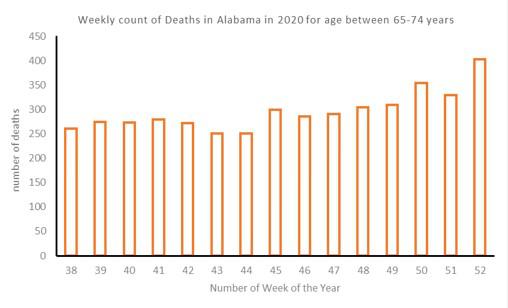 Weekly count of Deaths in Alabama in 2020 for age between 65-74 years
450
400
350
300
250
200
150
100
50
0
number of deaths
38 39 40 41 42 43 44 45 46 47 48 49 50 51 52
Number of Week of the Year